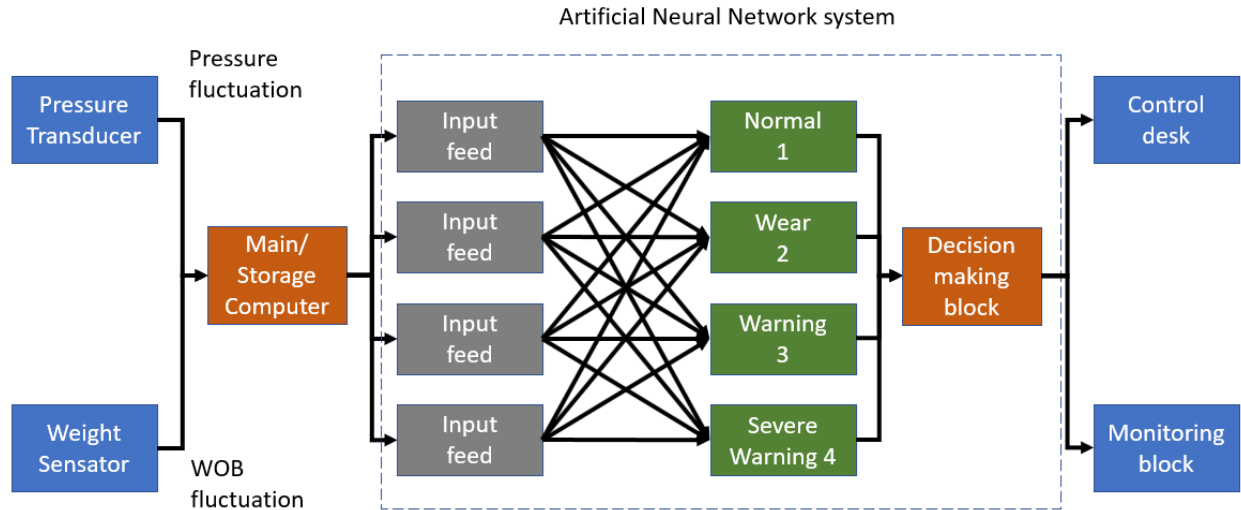 Artificial Neural Network system
Pressure
fluctuation
Pressure
Transducer
Weight
Sensator
WOB
fluctuation
Main/
Storage
Computer
Input
feed
Input
feed
Input
feed
Input
feed
Normal
1
Wear
2
Warning
3
Severe
Warning 4
Decision
making
block
Control
desk
Monitoring
block